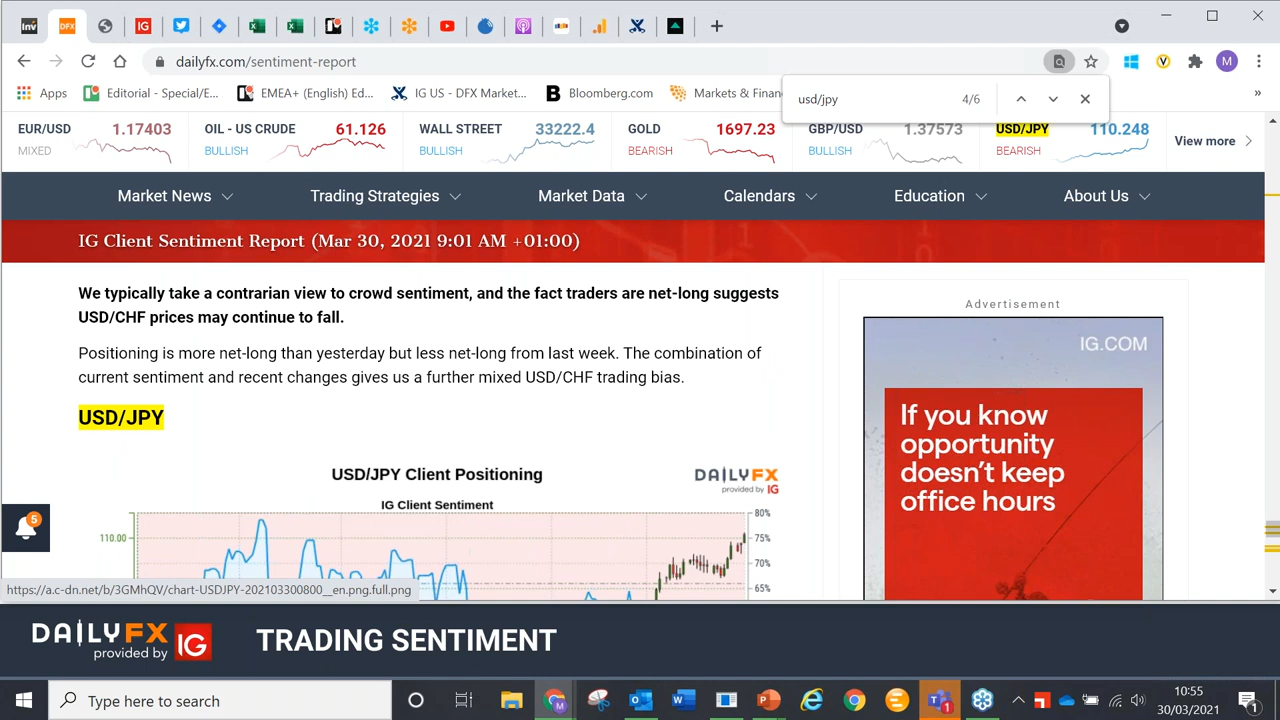 Inv
DFX
IG
+
dailyfx.com/sentiment-report
M
Apps
Editorial - Special/E...
EMEA+ (English) Ed...
IG US - DFX Market...
B
Bloomberg.com
Markets & Finan
»
usd/jpy
4/6
EUR/USD
1.17403
MIXED
OIL - US CRUDE
61.126
BULLISH
WALL STREET
33222.4
BULLISH
GOLD
1697.23
BEARISH
GBP/USD
1.37573
BULLISH
USD/JPY
110.248
BEARISH
View more
Market News
Trading Strategies
Market Data
Calendars
Education
About Us
IG Client Sentiment Report (Mar 30, 2021 9:01 AM +01:00)
We typically take a contrarian view to crowd sentiment, and the fact traders are net-long suggests
USD/CHF prices may continue to fall.
Positioning is more net-long than yesterday but less net-long from last week. The combination of
current sentiment and recent changes gives us a further mixed USD/CHF trading bias.
USD/JPY
USD/JPY Client Positioning
DAILYFX
provided by IG
IG Client Sentiment
110.00
80%
75%
70%
65%
Advertisement
IG.COM
If you know
opportunity
doesn't keep
office hours
5
https://a.c-dn.net/b/3GMhQV/chart-USDJPY-202103300800__en.png.full.png
DAILYFX
provided by IG
TRADING SENTIMENT
Type here to search
10:55
30/03/2021
1
1